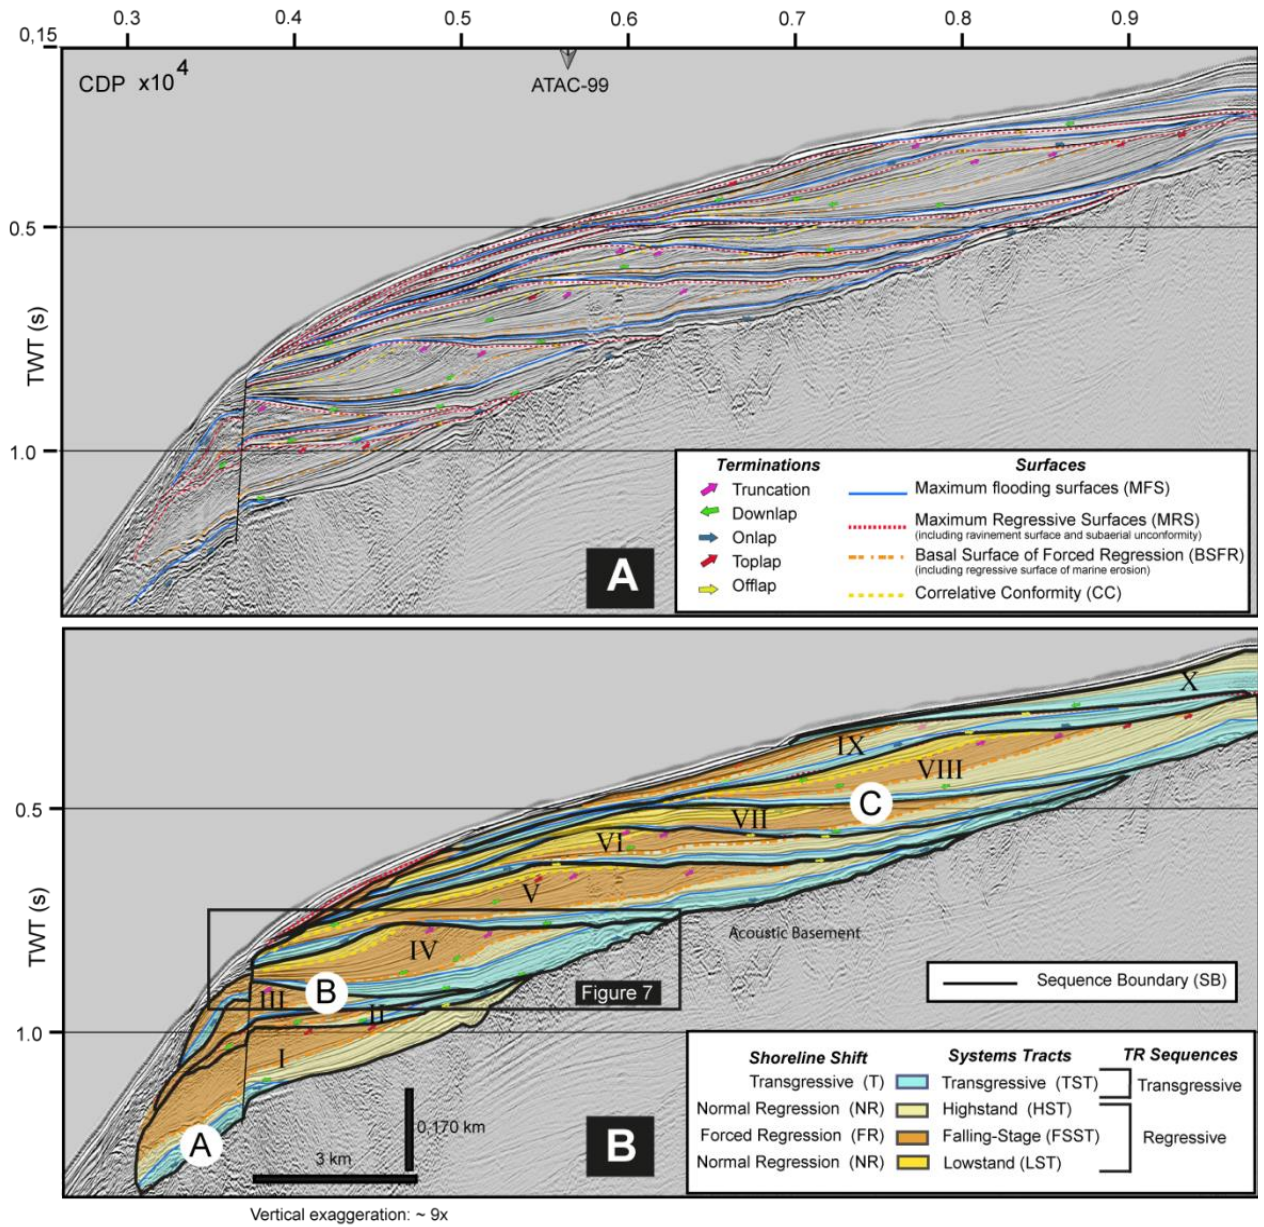 0.3 0.4 0.5 0.6 0.7 0.8 0.9
0,15
CDP x10⁴
ATAC-99
0.5
TWT (s)
1.0
Terminations Surfaces
Truncation Maximum flooding surfaces (MFS)
Downlap
Onlap Maximum Regressive Surfaces (MRS)
(including ravinement surface and subaerial unconformity)
Toplap Basal Surface of Forced Regression (BSFR)
(including regressive surface of marine erosion)
Offlap Correlative Conformity (CC)
A
X
IX
VIII
0.5
C
VII
VI
V
TWT (s)
Acoustic Basement
IV
III
B
Figure 7
Sequence Boundary (SB)
II
1.0
I
Shoreline Shift Systems Tracts TR Sequences
Transgressive (T) Transgressive (TST) Transgressive
Normal Regression (NR) Highstand (HST)
Forced Regression (FR) Falling-Stage (FSST) Regressive
Normal Regression (NR) Lowstand (LST)
A
0,170 km
B
3 km
Vertical exaggeration: ~ 9x